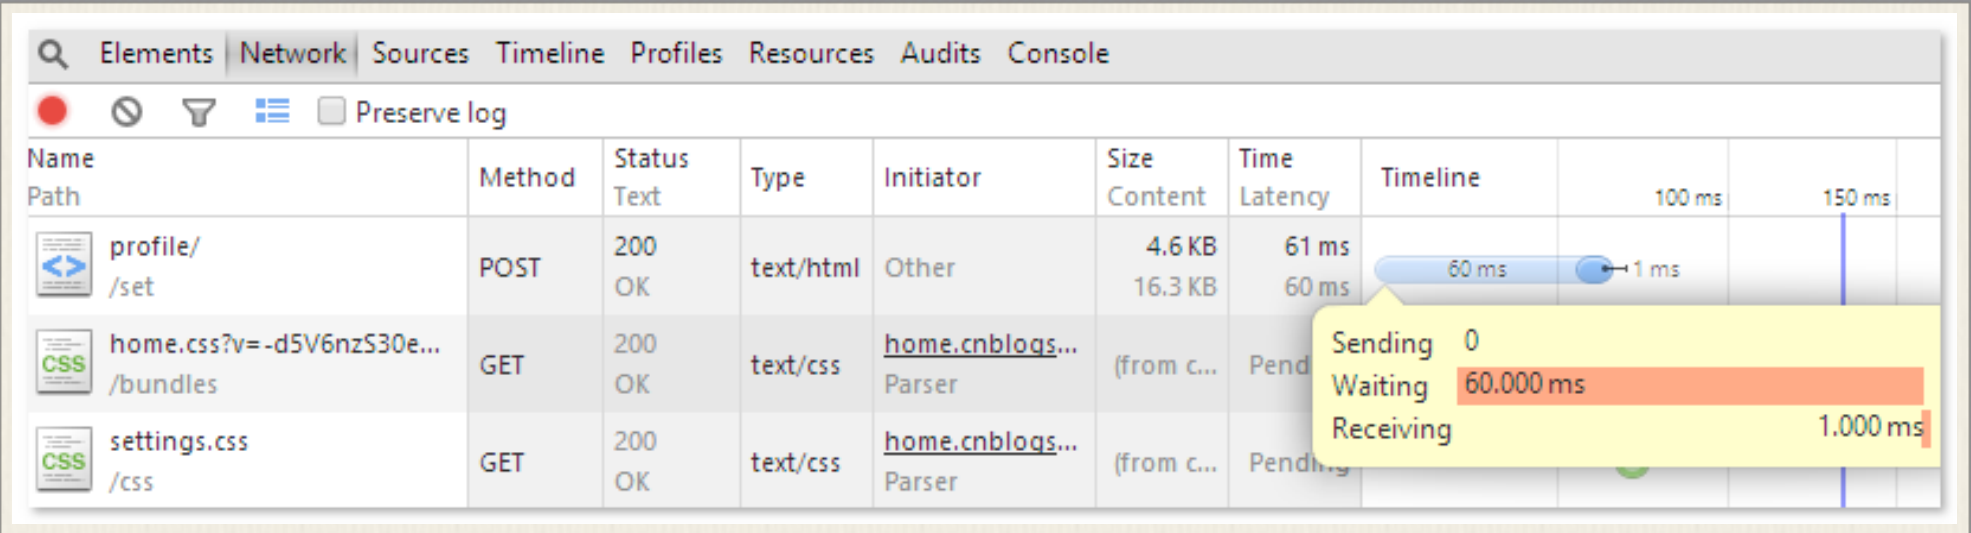 Elements Network Sources Timeline Profiles Resources Audits Console
Preserve log
Name
Path
Method
Status
Text
Type
Initiator
Size
Content
Time
Latency
Timeline
100 ms
150 ms
profile/
/set
POST
200
OK
text/html
Other
4.6 KB
16.3 KB
61 ms
60 ms
60 ms
1 ms
home.css?v=-d5V6nzS30e...
/bundles
GET
200
OK
text/css
home.cnblogs...
Parser
(from c...
Pend
settings.css
/css
GET
200
OK
text/css
home.cnblogs...
Parser
(from c...
Pending
Sending 0
Waiting 60.000 ms
Receiving 1.000 ms